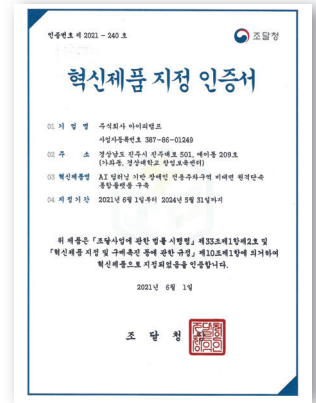 인증번호 제 2021 - 240 호
조달청
혁신제품 지정 인증서
01 기 업 명 주식회사 아이피캠프
사업자등록번호 387-86-01249
02 주 소 경상남도 진주시 진주대로 501, 에이동 209호
(가좌동, 경상대학교 창업보육센터)
03 혁신제품명 AI 딥러닝 기반 장애인 전용주차구역 비대면 원격단속
통합플랫폼 구축
04 지정기간 2021년 6월 1일부터 2024년 5월 31일까지
위 제품은 「조달사업에 관한 법률 시행령」 제33조제1항제2호 및
「혁신제품 지정 및 구매촉진 등에 관한 규정」 제10조제1항에 의거하여
혁신제품으로 지정되었음을 인증합니다.
2021년 6월 1일
조 달 청